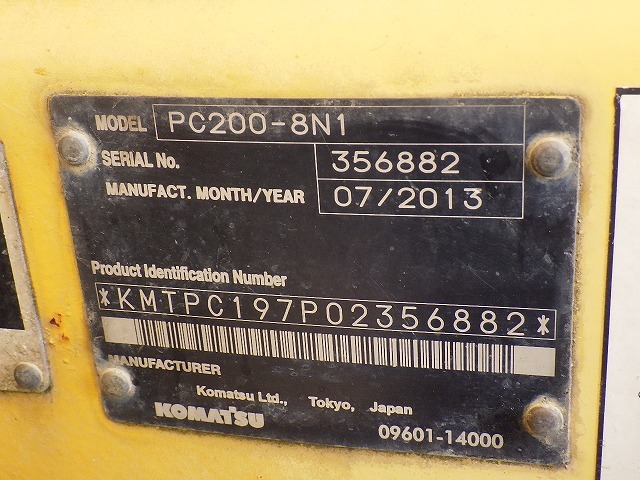 MODEL PC200-8N1
SERIAL No. 356882
MANUFACT. MONTH/YEAR 07/2013
Product Identification Number
*KMTPC197P02356882*
MANUFACTURER
Komatsu Ltd., Tokyo, Japan
KOMATSU
09601-14000